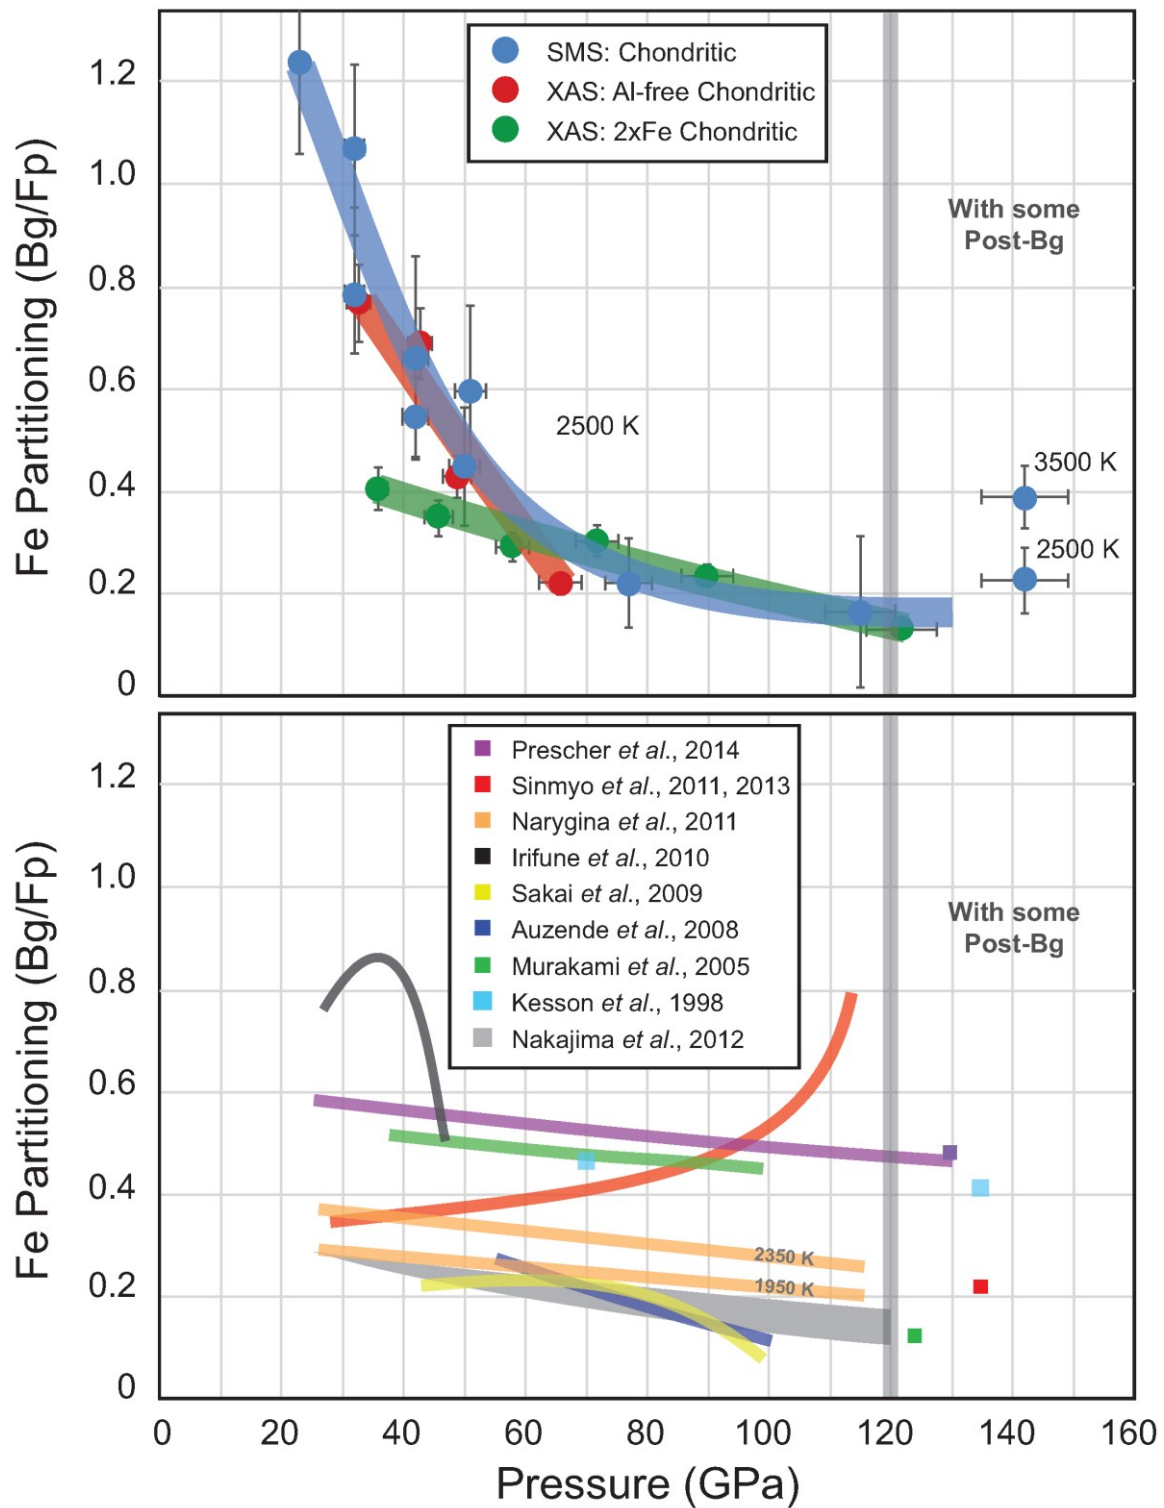 SMS: Chondritic
XAS: Al-free Chondritic
XAS: 2xFe Chondritic
Fe Partitioning (Bg/Fp)
1.2
1.0
0.8
0.6
0.4
0.2
0
With some
Post-Bg
2500 K
3500 K
2500 K
Prescher et al., 2014
Sinmyo et al., 2011, 2013
Narygina et al., 2011
Irifune et al., 2010
Sakai et al., 2009
Auzende et al., 2008
Murakami et al., 2005
Kesson et al., 1998
Nakajima et al., 2012
Fe Partitioning (Bg/Fp)
1.2
1.0
0.8
0.6
0.4
0.2
0
With some
Post-Bg
2350 K
1950 K
0 20 40 60 80 100 120 140 160
Pressure (GPa)